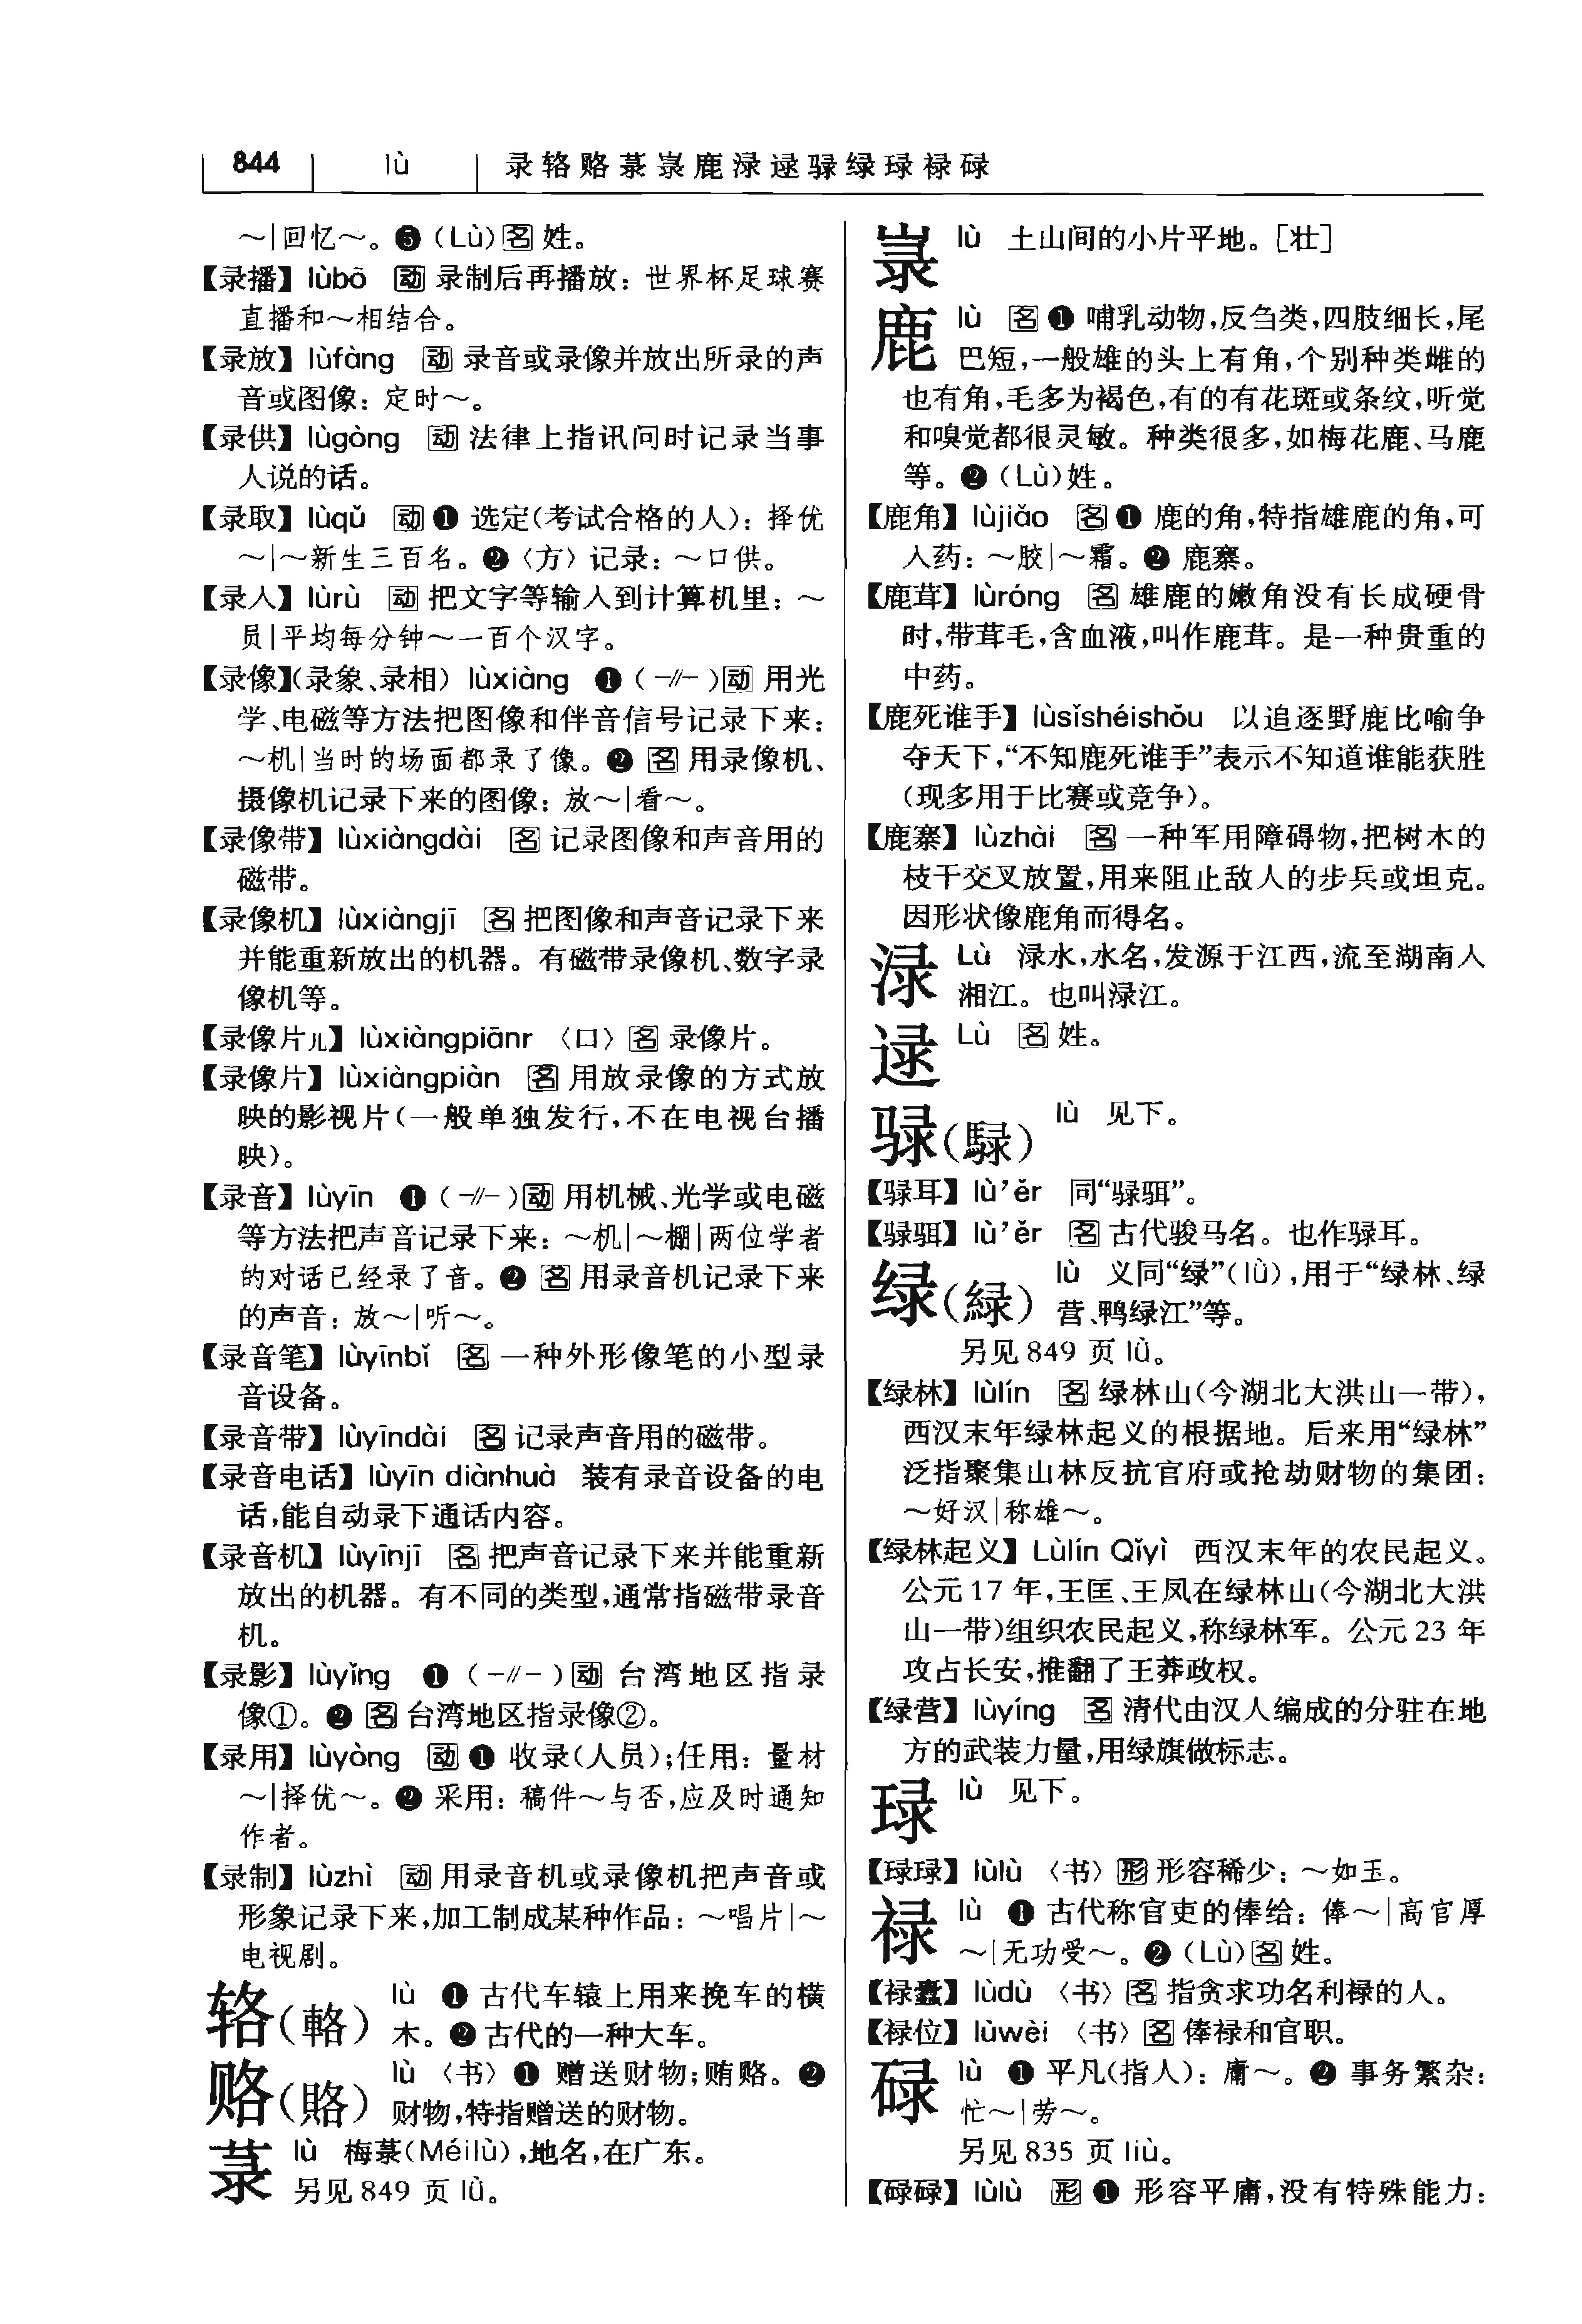 844 lù 录辂赂菉㟤鹿渌逯骒绿琭禄碌
～|回忆～。❺（Lù）名 姓。
【录播】lùbō 动 录制后再播放：世界杯足球赛
直播和～相结合。
【录放】lùfàng 动 录音或录像并放出所录的声
音或图像：定时～。
【录供】lùgòng 动 法律上指讯问时记录当事
人说的话。
【录取】lùqǔ 动 ❶ 选定（考试合格的人）：择优
～|～新生三百名。❷〈方〉记录：～口供。
【录入】lùrù 动 把文字等输入到计算机里：～
员|平均每分钟～一百个汉字。
【录像】（录象、录相）lùxiàng ❶（-//-）动 用光
学、电磁等方法把图像和伴音信号记录下来：
～机|当时的场面都录了像。❷ 名 用录像机、
摄像机记录下来的图像：放～|看～。
【录像带】lùxiàngdài 名 记录图像和声音用的
磁带。
【录像机】lùxiàngjī 名 把图像和声音记录下来
并能重新放出的机器。有磁带录像机、数字录
像机等。
【录像片儿】lùxiàngpiānr 〈口〉名 录像片。
【录像片】lùxiàngpiàn 名 用放录像的方式放
映的影视片（一般单独发行，不在电视台播
映）。
【录音】lùyīn ❶（-//-）动 用机械、光学或电磁
等方法把声音记录下来：～机|～棚|两位学者
的对话已经录了音。❷ 名 用录音机记录下来
的声音：放～|听～。
【录音笔】lùyīnbǐ 名 一种外形像笔的小型录
音设备。
【录音带】lùyīndài 名 记录声音用的磁带。
【录音电话】lùyīn diànhuà 装有录音设备的电
话，能自动录下通话内容。
【录音机】lùyīnjī 名 把声音记录下来并能重新
放出的机器。有不同的类型，通常指磁带录音
机。
【录影】lùyǐng ❶（-//-）动 台湾地区指录
像①。❷ 名 台湾地区指录像②。
【录用】lùyòng 动 ❶ 收录（人员）；任用：量材
～|择优～。❷ 采用：稿件～与否，应及时通知
作者。
【录制】lùzhì 动 用录音机或录像机把声音或
形象记录下来，加工制成某种作品：～唱片|～
电视剧。
辂（輅） lù ❶ 古代车辕上用来挽车的横
木。❷ 古代的一种大车。
赂（賂） lù 〈书〉❶ 赠送财物；贿赂。❷
财物，特指赠送的财物。
菉 lù 梅菉（Méilù），地名，在广东。
另见 849 页 lǜ。
㟤 lù 土山间的小片平地。［壮］
鹿 lù 名 ❶ 哺乳动物，反刍类，四肢细长，尾
巴短，一般雄的头上有角，个别种类雌的
也有角，毛多为褐色，有的有花斑或条纹，听觉
和嗅觉都很灵敏。种类很多，如梅花鹿、马鹿
等。❷（Lù）姓。
【鹿角】lùjiǎo 名 ❶ 鹿的角，特指雄鹿的角，可
入药：～胶|～霜。❷ 鹿寨。
【鹿茸】lùróng 名 雄鹿的嫩角没有长成硬骨
时，带茸毛，含血液，叫作鹿茸。是一种贵重的
中药。
【鹿死谁手】lùsǐshéishǒu 以追逐野鹿比喻争
夺天下，“不知鹿死谁手”表示不知道谁能获胜
（现多用于比赛或竞争）。
【鹿寨】lùzhài 名 一种军用障碍物，把树木的
枝干交叉放置，用来阻止敌人的步兵或坦克。
因形状像鹿角而得名。
渌 Lù 渌水，水名，发源于江西，流至湖南入
湘江。也叫渌江。
逯 Lù 名 姓。
骒（騄） lù 见下。
【𫘧耳】lù’ěr 同“𫘧駬”。
【𫘧駬】lù’ěr 名 古代骏马名。也作𫘧耳。
绿（緑） lù 义同“绿”（lǜ），用于“绿林、绿
营、鸭绿江”等。
另见 849 页 lǜ。
【绿林】lùlín 名 绿林山（今湖北大洪山一带），
西汉末年绿林起义的根据地。后来用“绿林”
泛指聚集山林反抗官府或抢劫财物的集团：
～好汉|称雄～。
【绿林起义】Lùlín Qǐyì 西汉末年的农民起义。
公元 17 年，王匡、王凤在绿林山（今湖北大洪
山一带）组织农民起义，称绿林军。公元 23 年
攻占长安，推翻了王莽政权。
【绿营】lùyíng 名 清代由汉人编成的分驻在地
方的武装力量，用绿旗做标志。
琭 lù 见下。
【琭琭】lùlù 〈书〉形 形容稀少：～如玉。
禄 lù ❶ 古代称官吏的俸给：俸～|高官厚
～|无功受～。❷（Lù）名 姓。
【禄蠹】lùdù 〈书〉名 指贪求功名利禄的人。
【禄位】lùwèi 〈书〉名 俸禄和官职。
碌 lù ❶ 平凡（指人）：庸～。❷ 事务繁杂：
忙～|劳～。
另见 835 页 liù。
【碌碌】lùlù 形 ❶ 形容平庸，没有特殊能力：